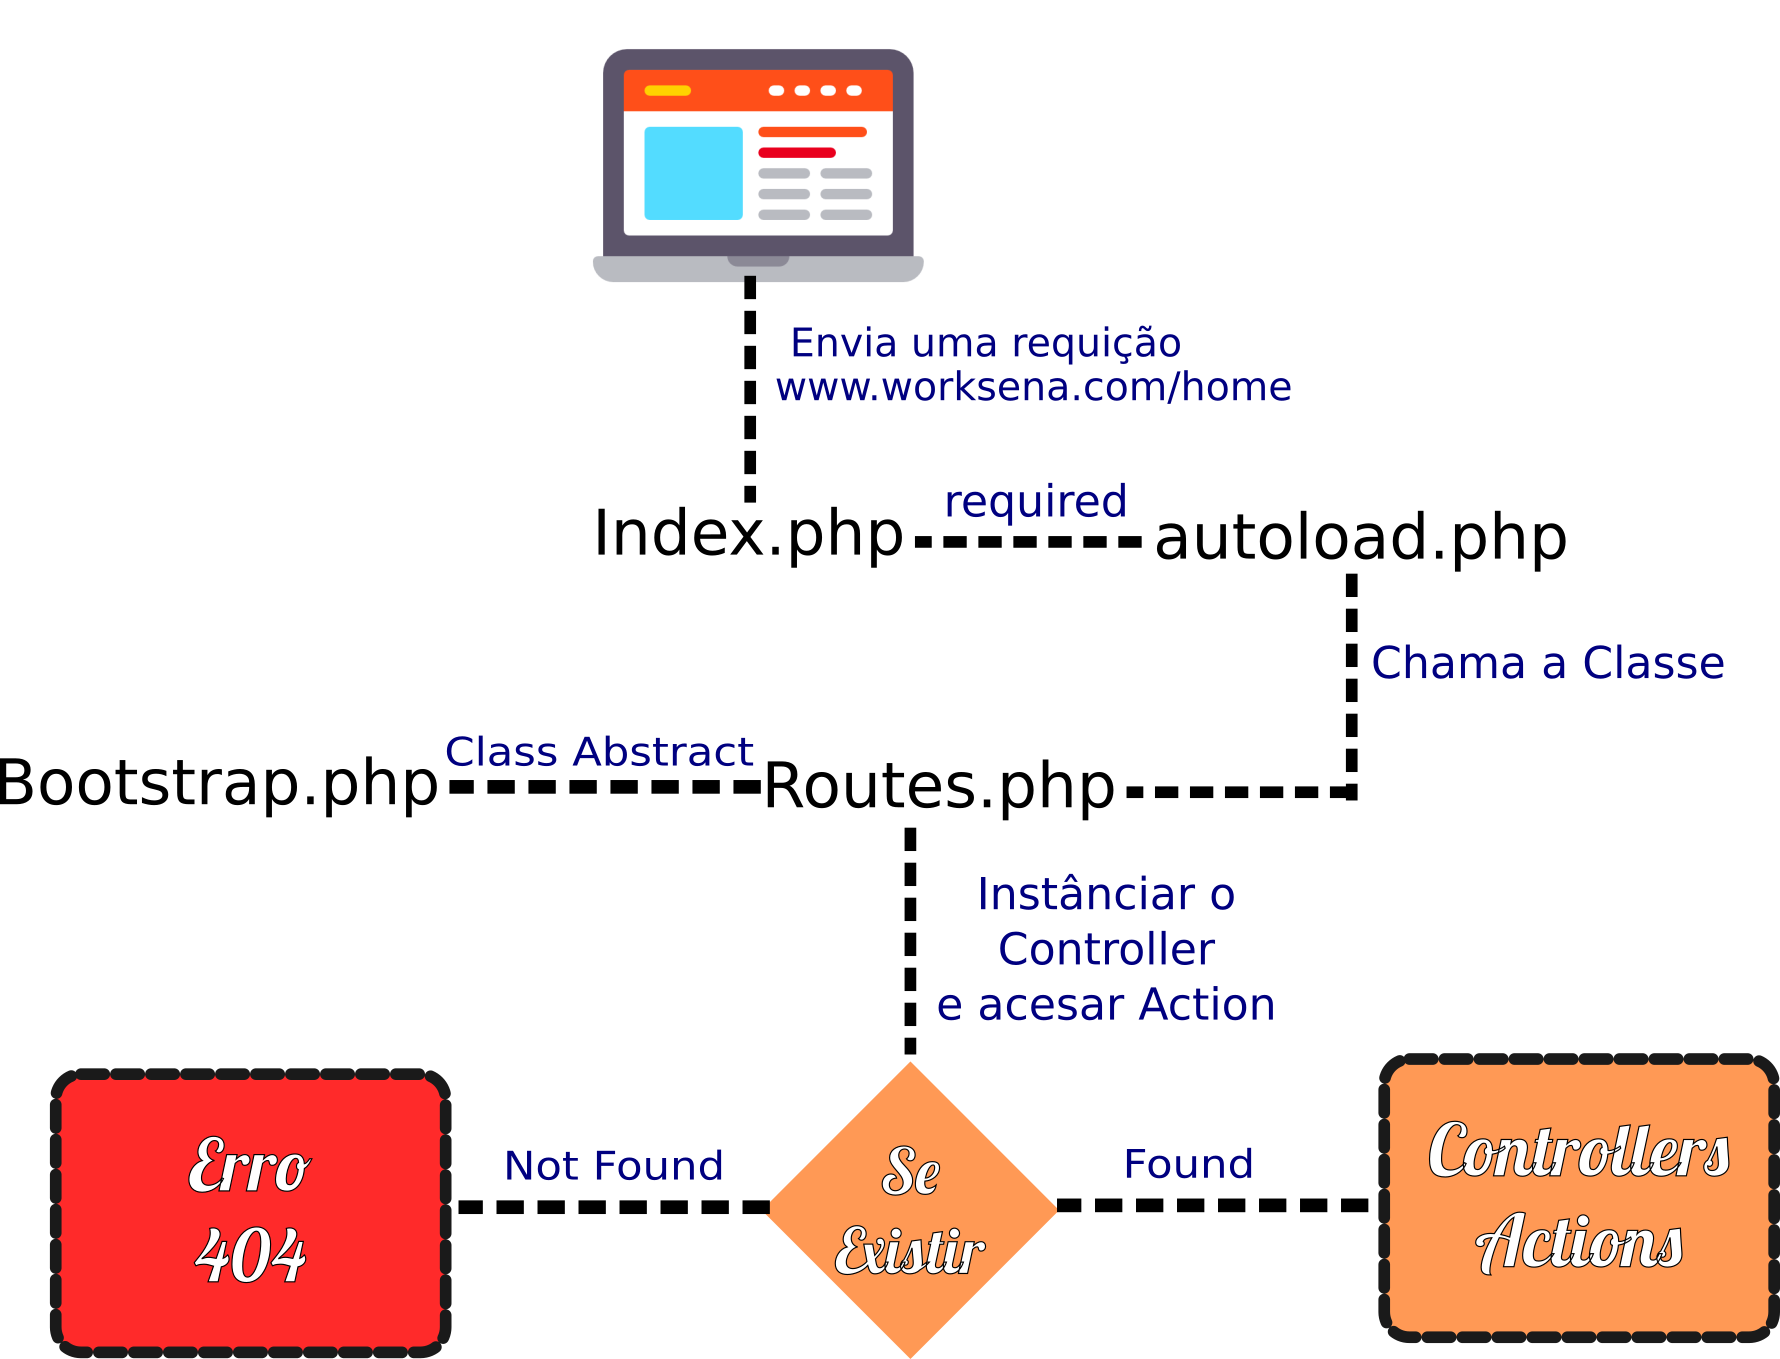 Envia uma requição
www.worksena.com/home
Index.php
required
autoload.php
Chama a Classe
Bootstrap.php
Class Abstract
Routes.php
Instânciar o
Controller
e acesar Action
Erro
404
Not Found
Se
Existir
Found
Controllers
Actions